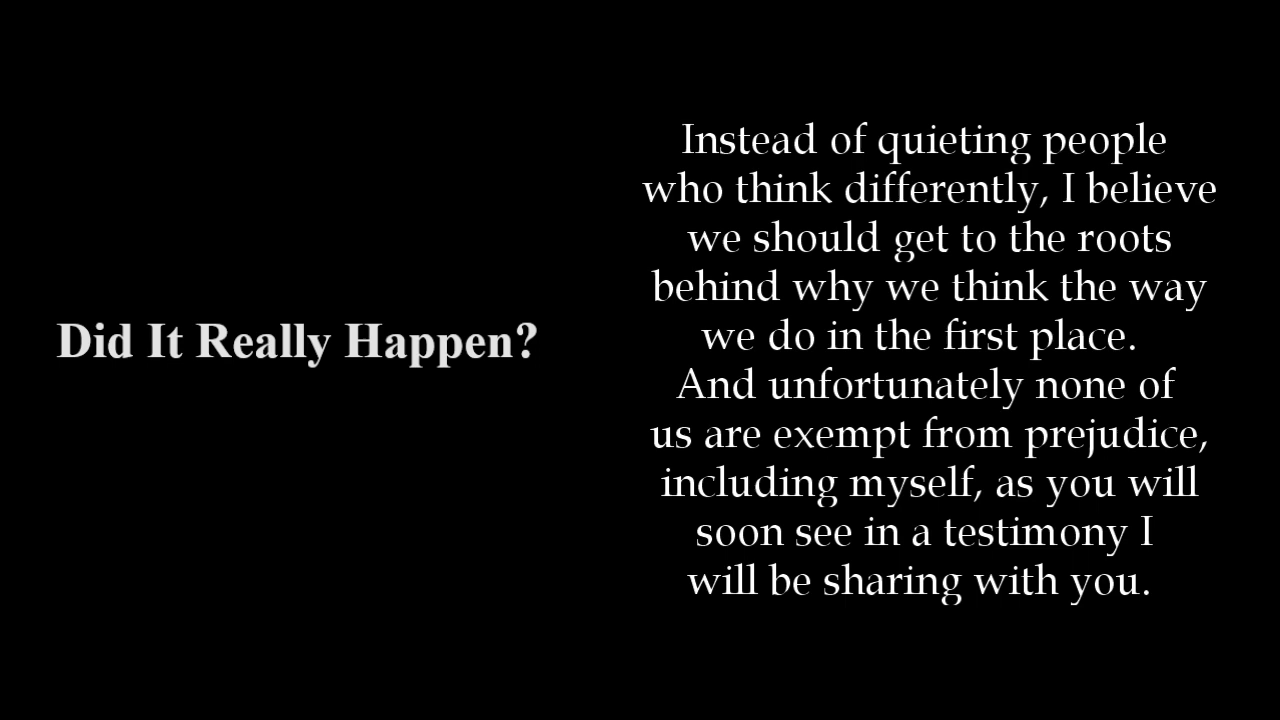 Did It Really Happen?
Instead of quieting people
who think differently, I believe
we should get to the roots
behind why we think the way
we do in the first place.
And unfortunately none of
us are exempt from prejudice,
including myself, as you will
soon see in a testimony I
will be sharing with you.